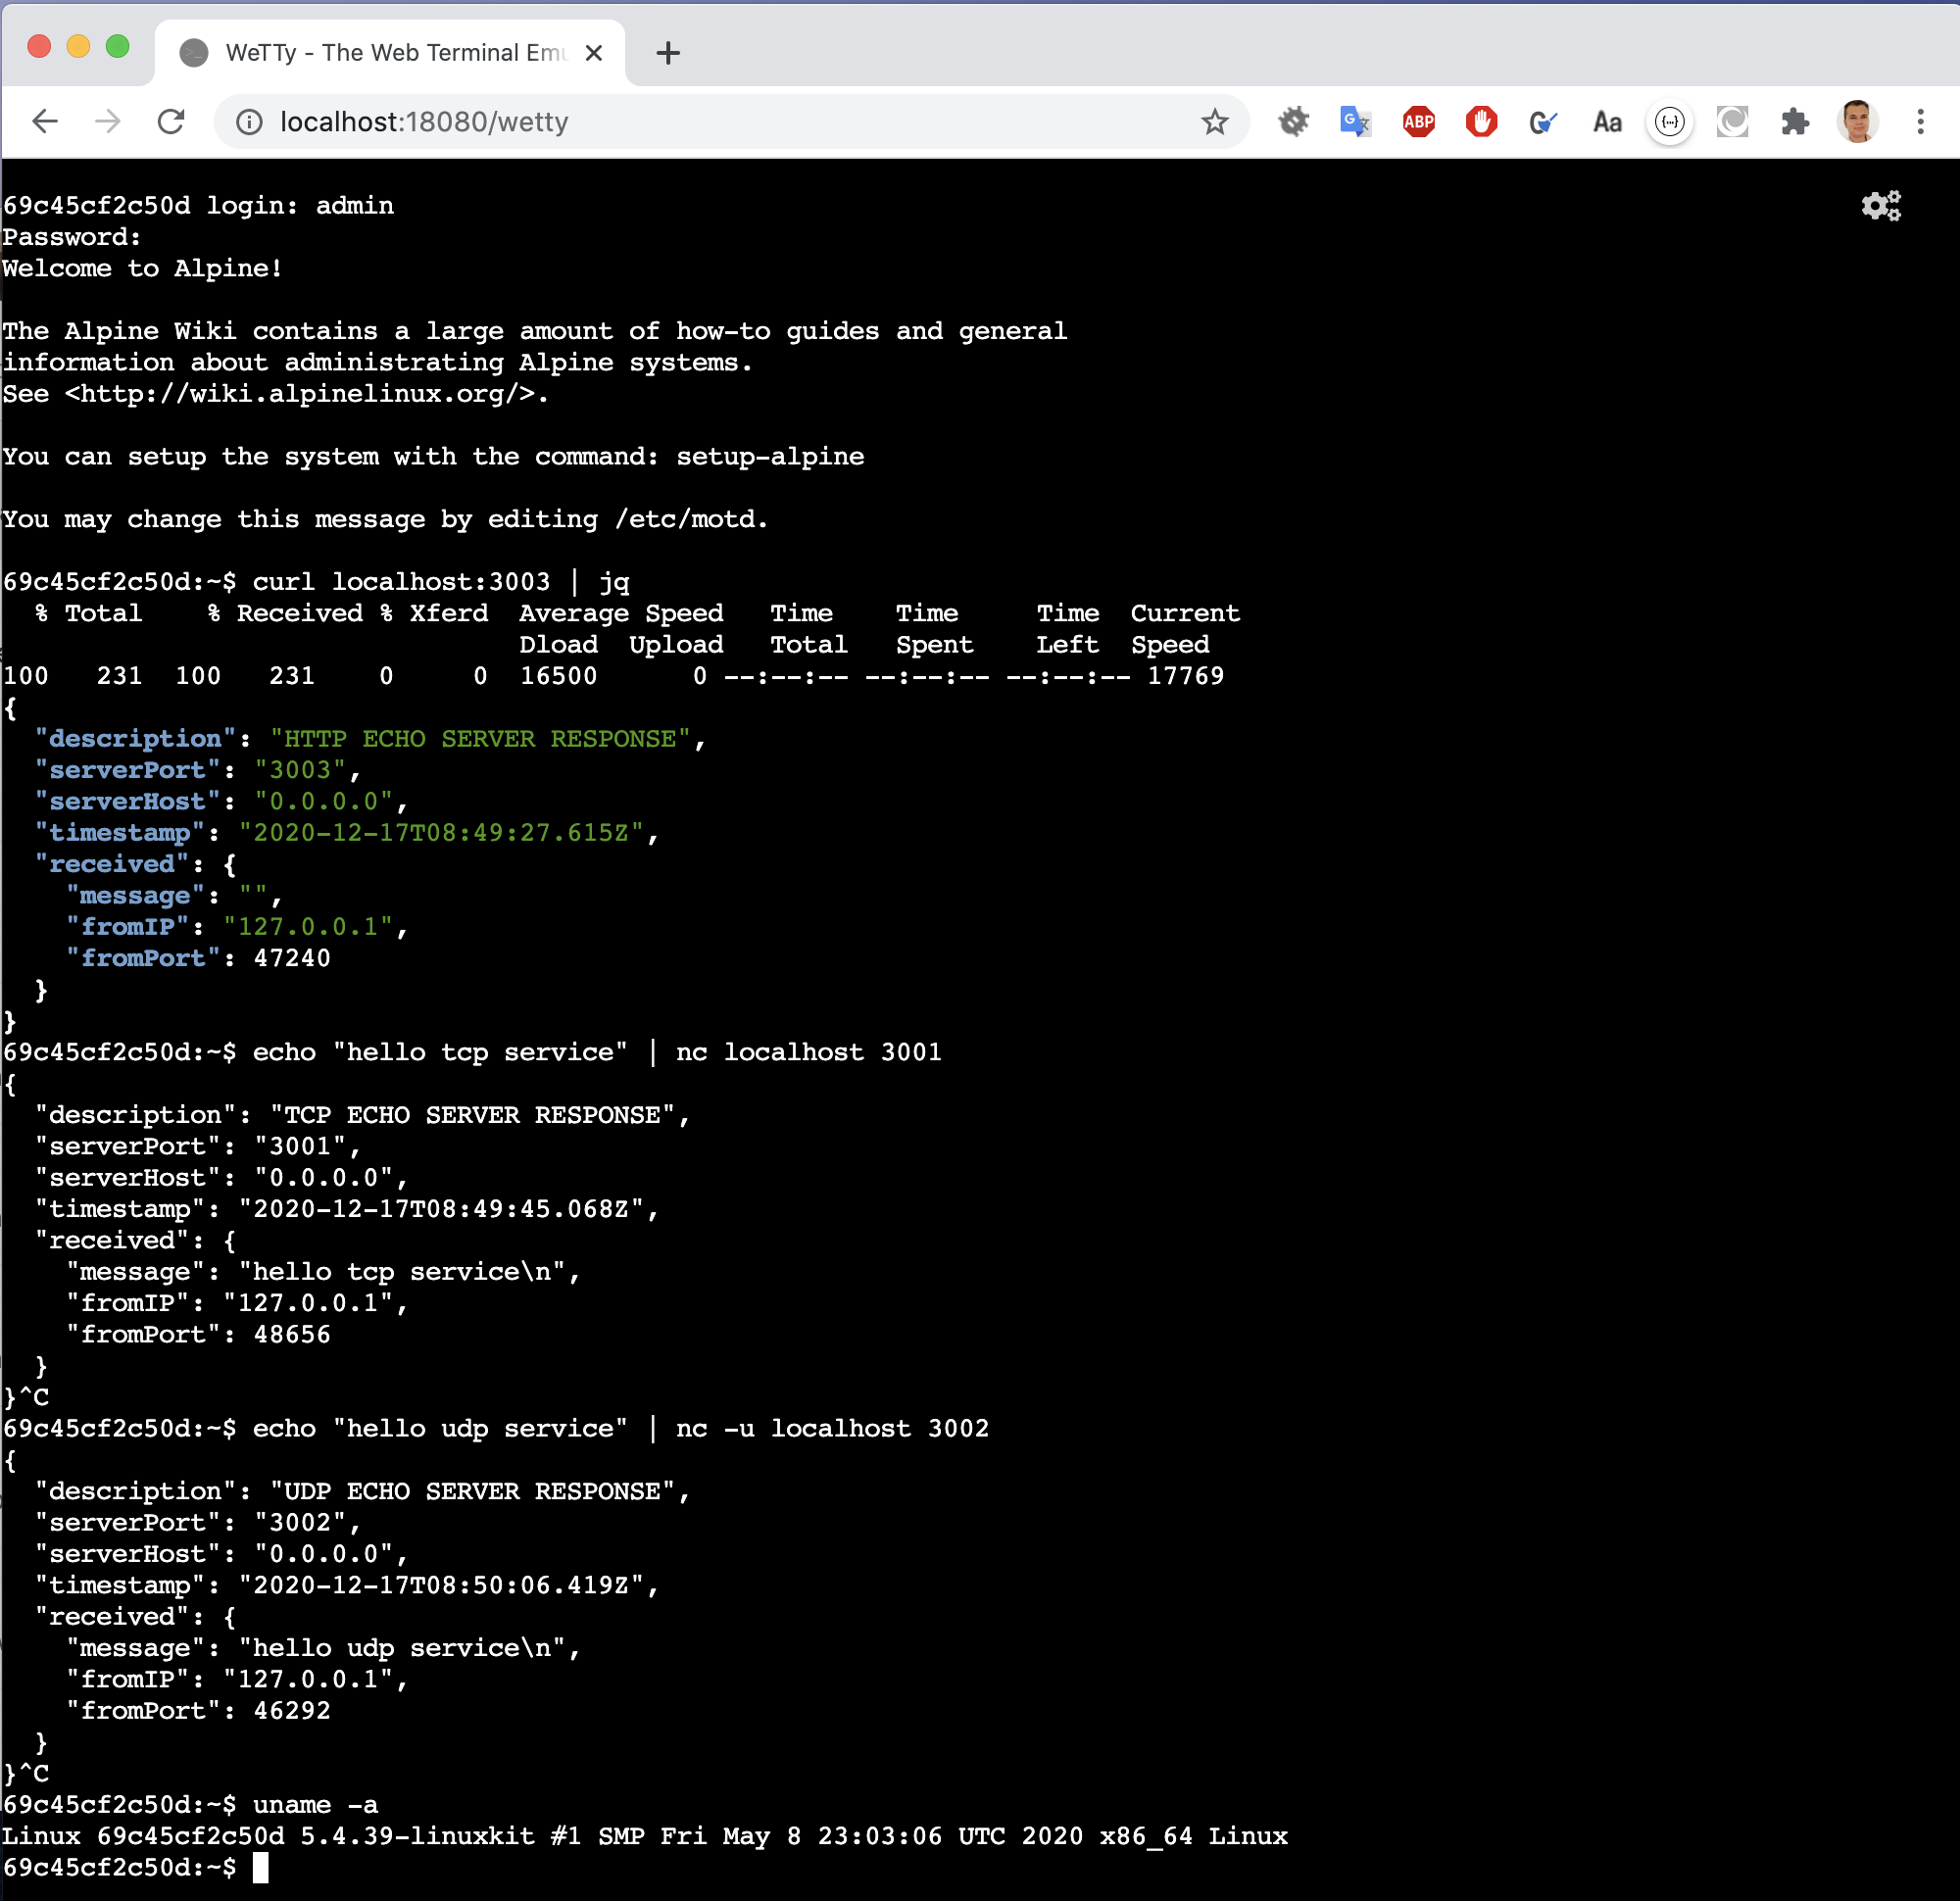 WeTTy - The Web Terminal Emu
localhost:18080/wetty
ABP
Aa
69c45cf2c50d login: admin
Password:
Welcome to Alpine!
The Alpine Wiki contains a large amount of how-to guides and general
information about administrating Alpine systems.
See <http://wiki.alpinelinux.org/>.
You can setup the system with the command: setup-alpine
You may change this message by editing /etc/motd.
69c45cf2c50d:~$ curl localhost:3003 | jq
  % Total    % Received % Xferd  Average Speed   Time    Time     Time  Current
                                 Dload  Upload   Total   Spent    Left  Speed
100   231  100   231    0     0  16500      0 --:--:-- --:--:-- --:--:-- 17769
{
  "description": "HTTP ECHO SERVER RESPONSE",
  "serverPort": "3003",
  "serverHost": "0.0.0.0",
  "timestamp": "2020-12-17T08:49:27.615Z",
  "received": {
    "message": "",
    "fromIP": "127.0.0.1",
    "fromPort": 47240
  }
}
69c45cf2c50d:~$ echo "hello tcp service" | nc localhost 3001
{
  "description": "TCP ECHO SERVER RESPONSE",
  "serverPort": "3001",
  "serverHost": "0.0.0.0",
  "timestamp": "2020-12-17T08:49:45.068Z",
  "received": {
    "message": "hello tcp service\n",
    "fromIP": "127.0.0.1",
    "fromPort": 48656
  }
}^C
69c45cf2c50d:~$ echo "hello udp service" | nc -u localhost 3002
{
  "description": "UDP ECHO SERVER RESPONSE",
  "serverPort": "3002",
  "serverHost": "0.0.0.0",
  "timestamp": "2020-12-17T08:50:06.419Z",
  "received": {
    "message": "hello udp service\n",
    "fromIP": "127.0.0.1",
    "fromPort": 46292
  }
}^C
69c45cf2c50d:~$ uname -a
Linux 69c45cf2c50d 5.4.39-linuxkit #1 SMP Fri May 8 23:03:06 UTC 2020 x86_64 Linux
69c45cf2c50d:~$